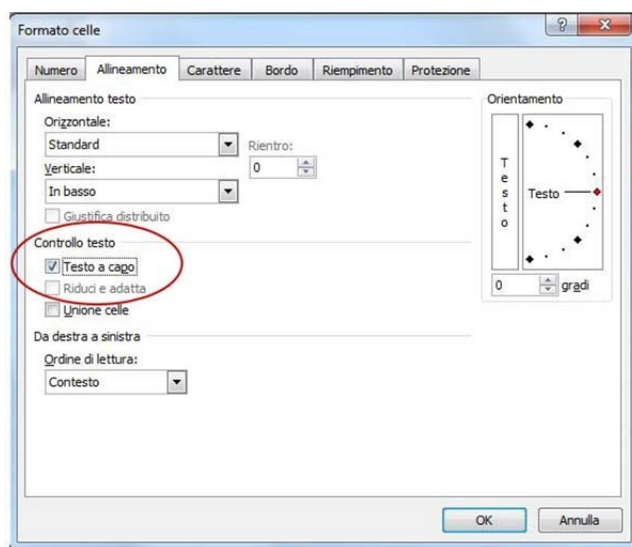 Formato celle
Numero Allineamento Carattere Bordo Riempimento Protezione
Allineamento testo
Orizzontale:
Standard
Rientro:
0
Verticale:
In basso
Giustifica distribuito
Controllo testo
Testo a capo
Riduci e adatta
Unione celle
Da destra a sinistra
Ordine di lettura:
Contesto
Orientamento
Testo
Testo
0 gradi
OK Annulla